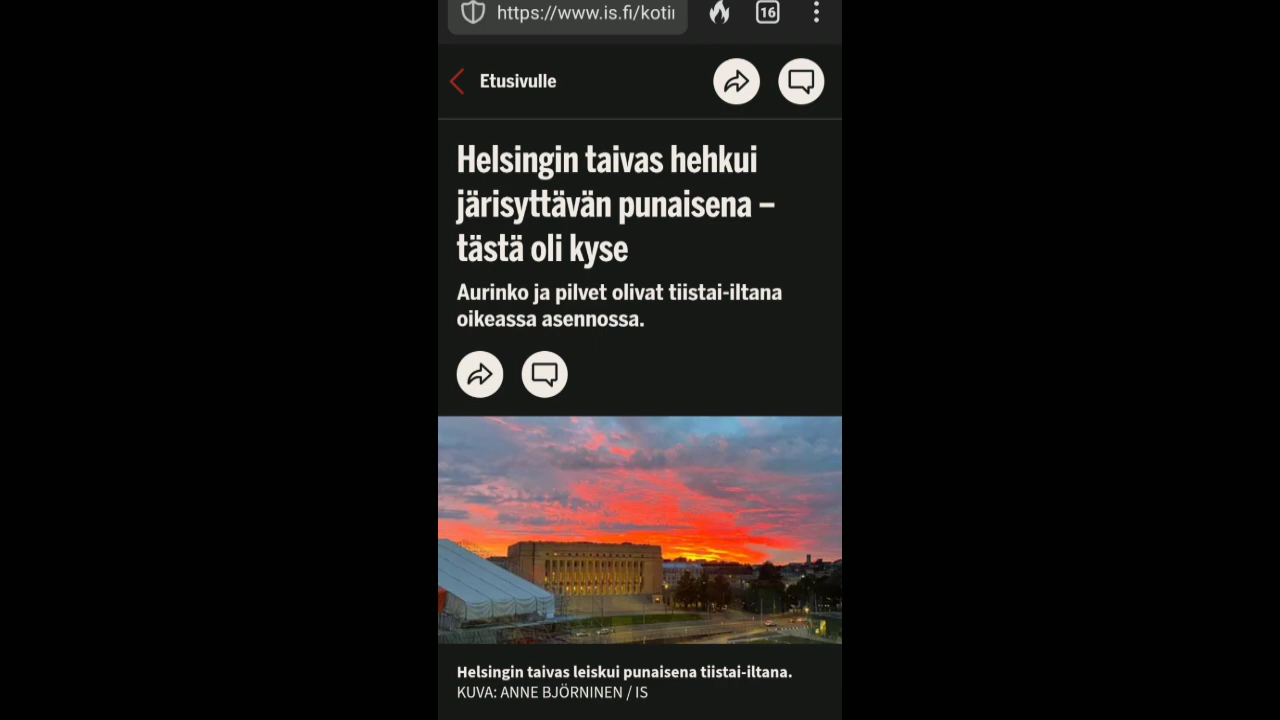 https://www.is.fi/kotii
16
Etusivulle
Helsingin taivas hehkui
järisyttävän punaisena –
tästä oli kyse
Aurinko ja pilvet olivat tiistai-iltana
oikeassa asennossa.
Helsingin taivas leiskui punaisena tiistai-iltana.
KUVA: ANNE BJÖRNINEN / IS